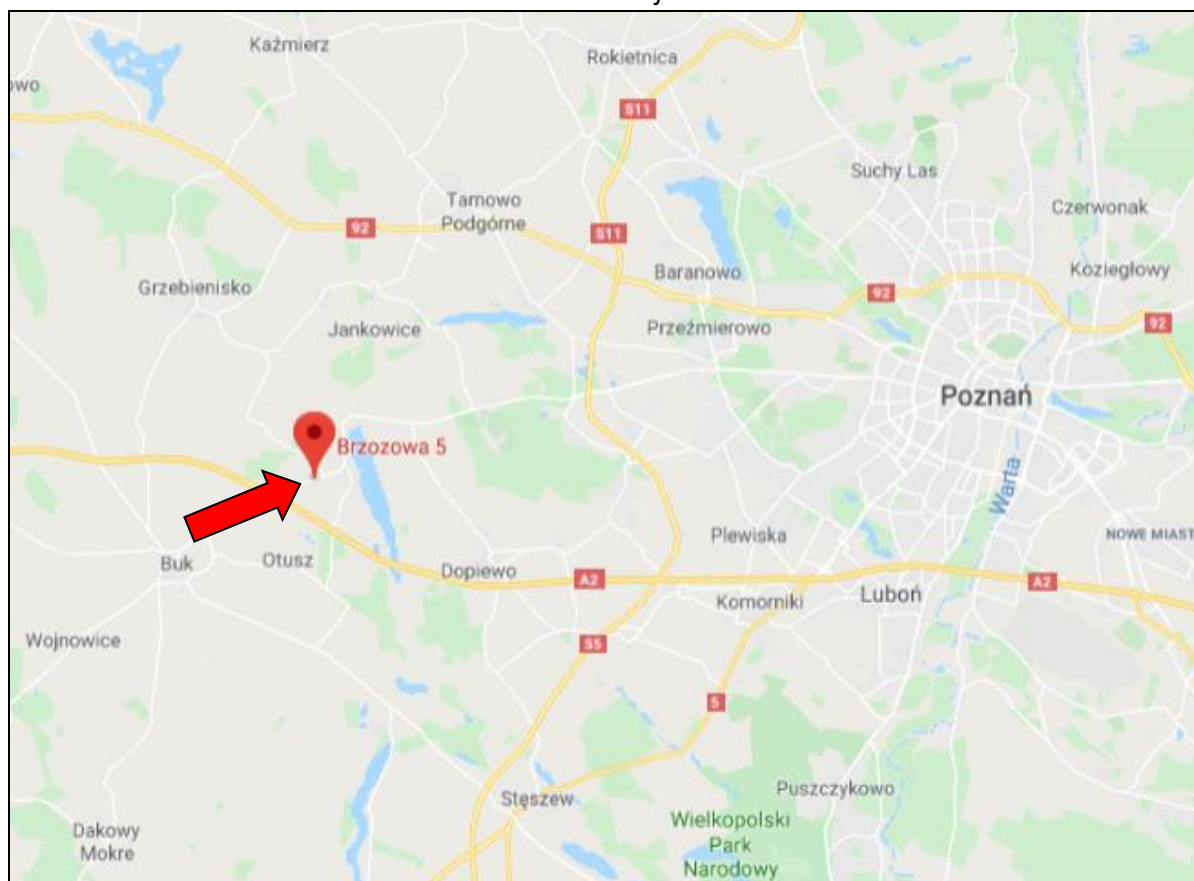 Kaźmierz
Rokietnica
owo
S11
Suchy Las
Tarnowo
Podgórne
Czerwonak
92
S11
Baranowo
Koziegłowy
Grzebienisko
92
Jankowice
Przeźmierowo
92
Poznań
Brzozowa 5
Warta
Plewiska
NOWE MIAST
Buk
Otusz
Dopiewo
A2
A2
Komorniki
Luboń
Wojnowice
S5
5
Puszczykowo
Stęszew
Wielkopolski
Park
Narodowy
Dakowy
Mokre